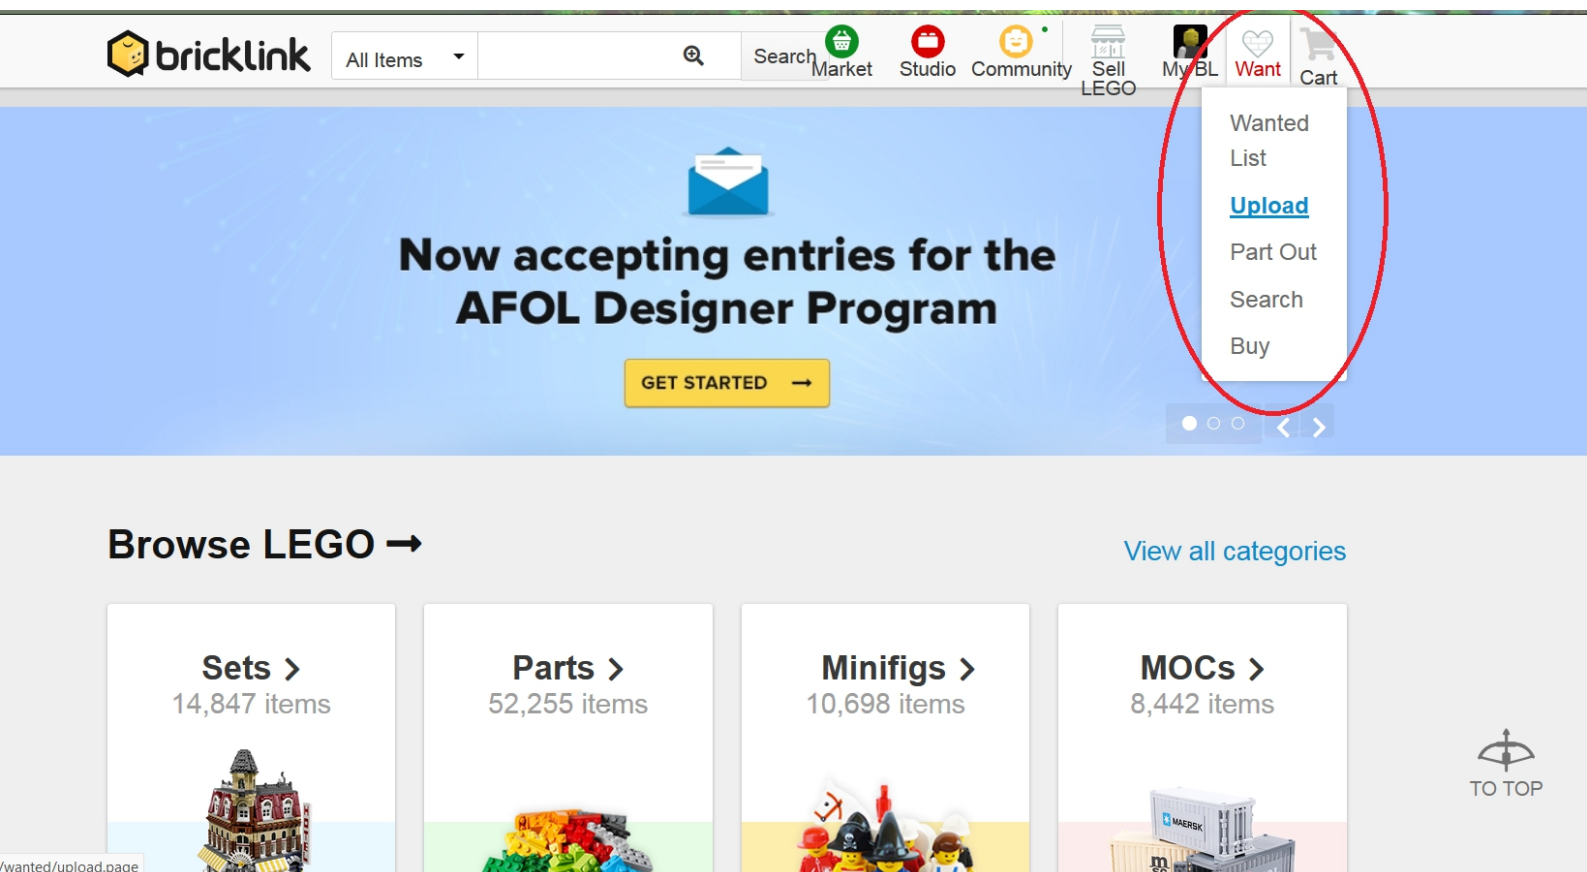 bricklink
All Items
Search
Market
Studio
Community
Sell
LEGO
My BL
Want
Cart
Wanted
List
Upload
Part Out
Search
Buy
Now accepting entries for the
AFOL Designer Program
GET STARTED →
Browse LEGO →
View all categories
Sets >
14,847 items
Parts >
52,255 items
Minifigs >
10,698 items
MOCs >
8,442 items
MAERSK
TO TOP
/wanted/upload.page